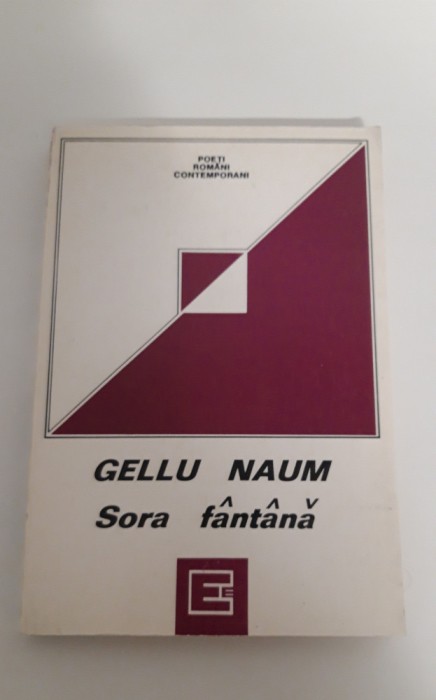 POEȚI
ROMÂNI
CONTEMPORANI
GELLU NAUM
Sora fântână
E